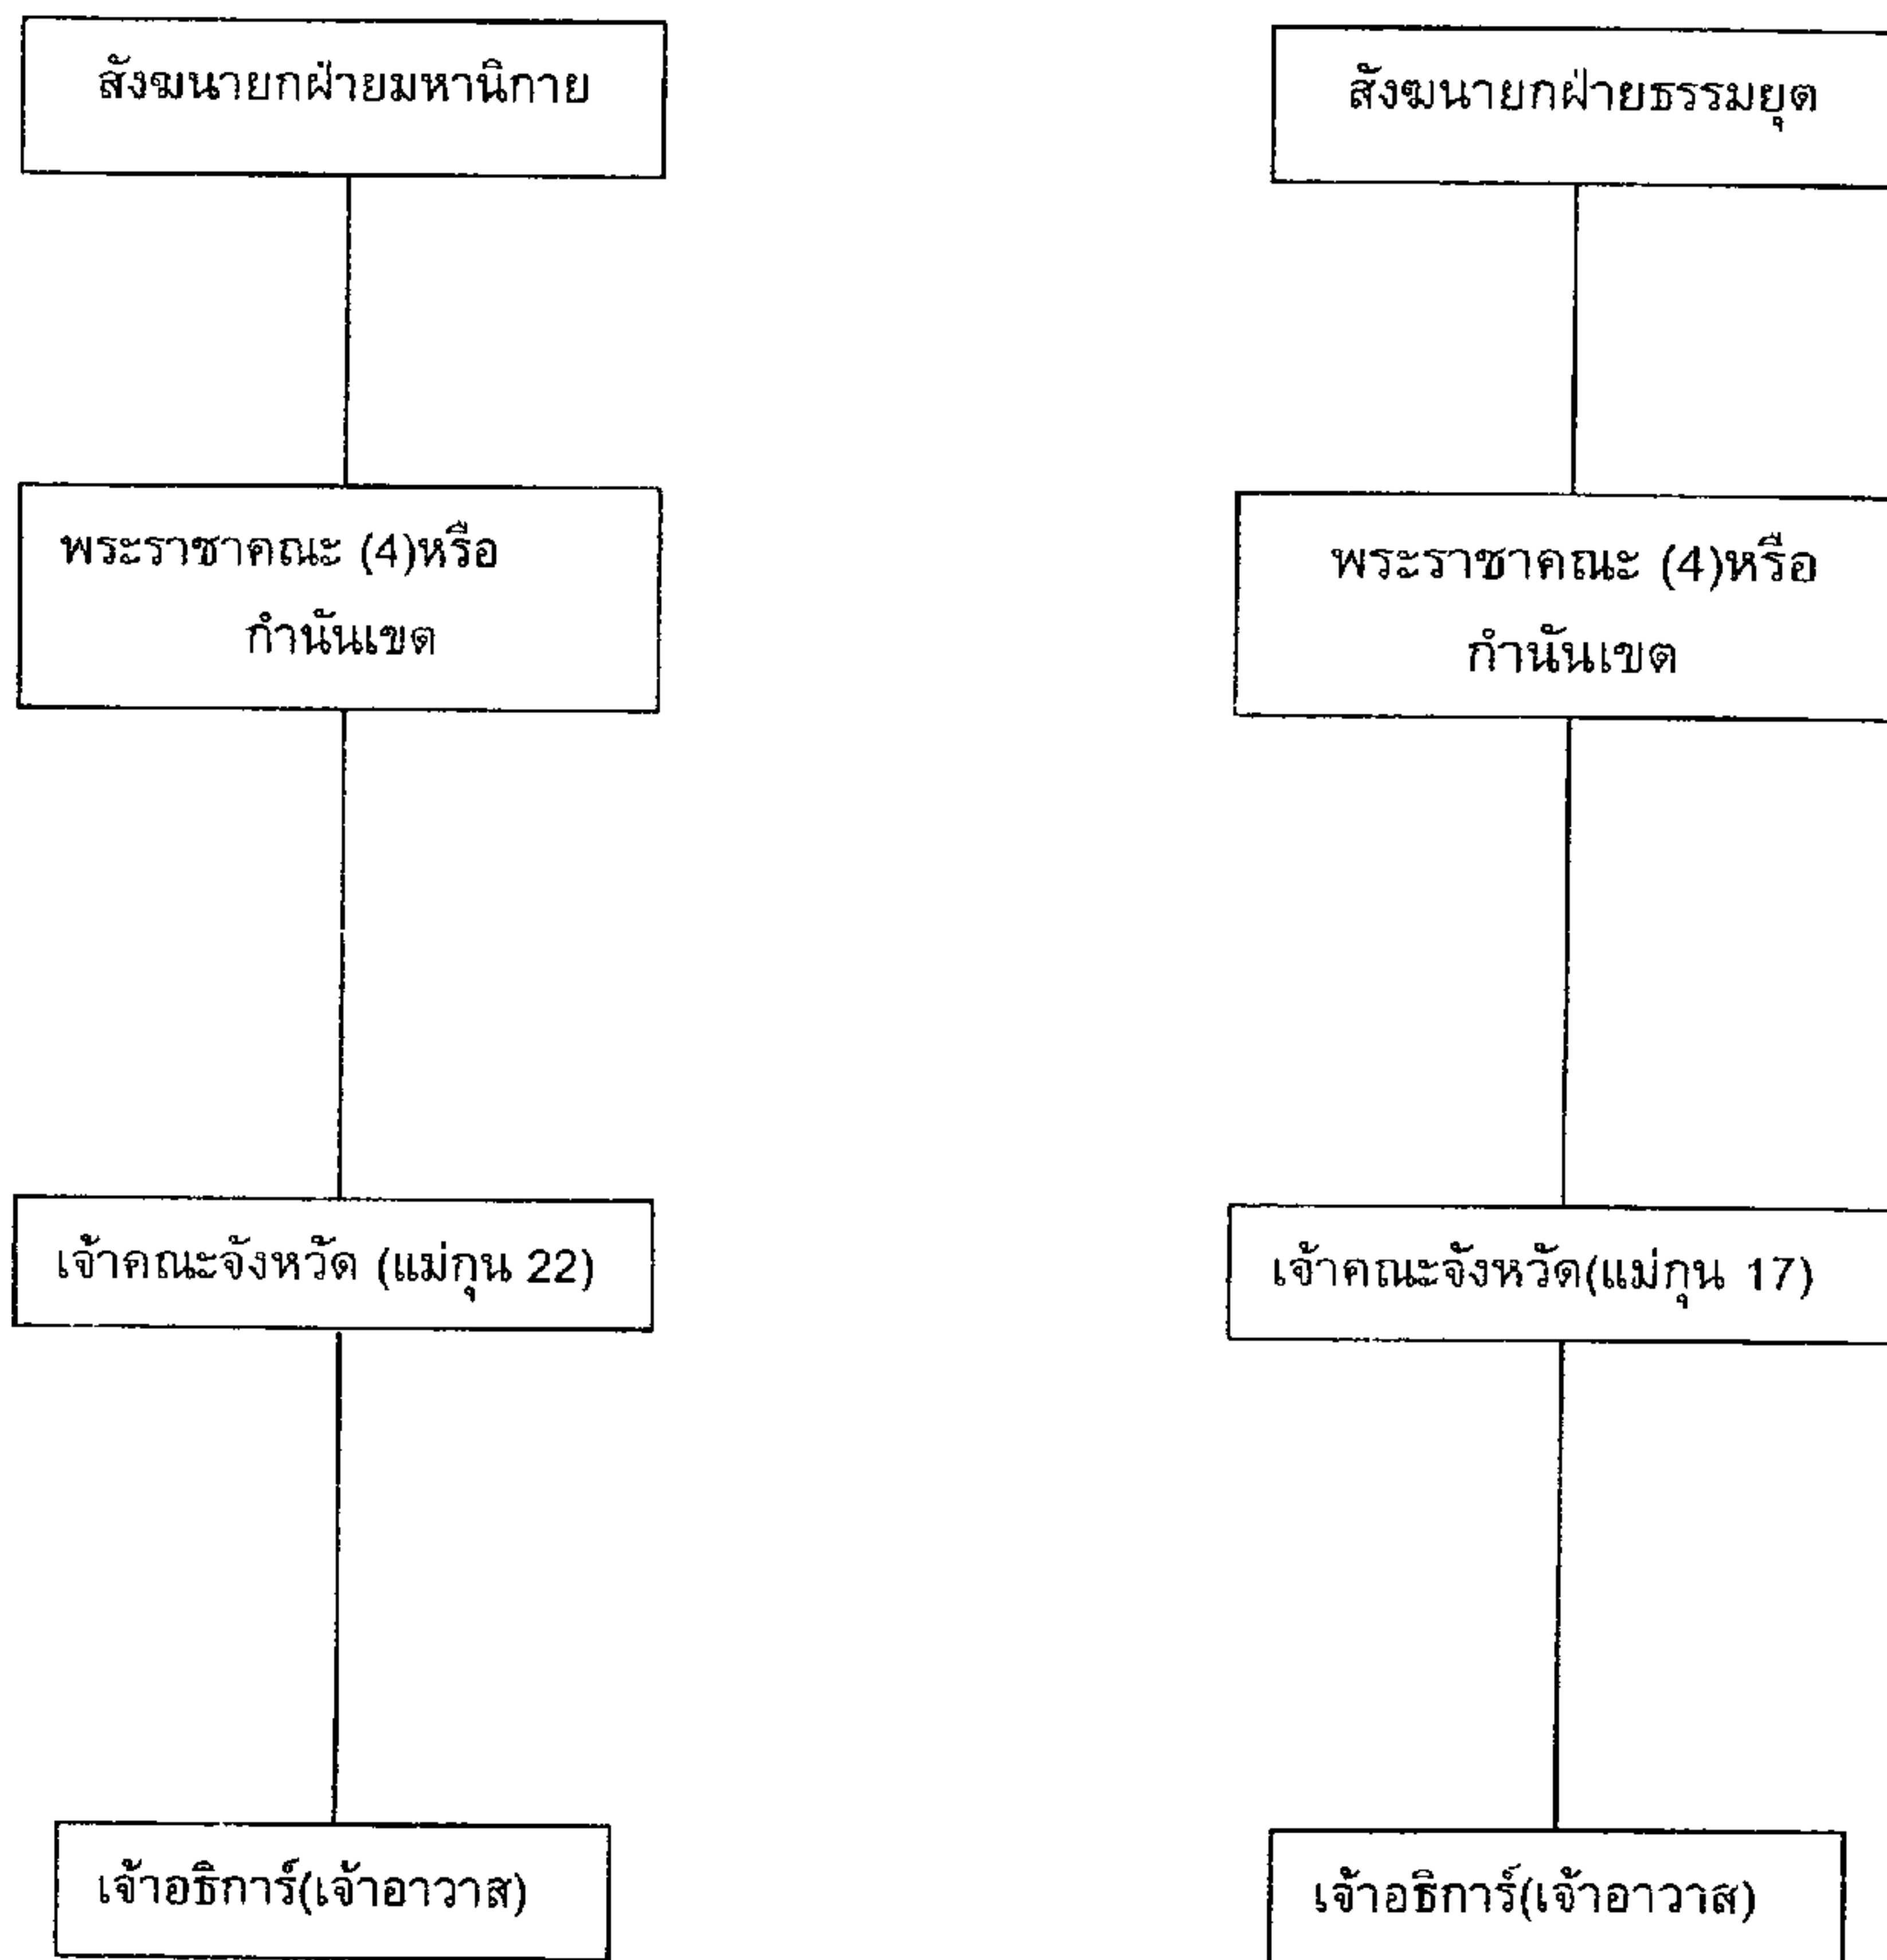 สังฆนายกฝ่ายมหานิกาย
สังฆนายกฝ่ายธรรมยุต
พระราชาคณะ (4)หรือ
กำนันเขต
พระราชาคณะ (4)หรือ
กำนันเขต
เจ้าคณะจังหวัด (แม่กุน 22)
เจ้าคณะจังหวัด(แม่กุน 17)
เจ้าอธิการ์(เจ้าอาวาส)
เจ้าอธิการ์(เจ้าอาวาส)